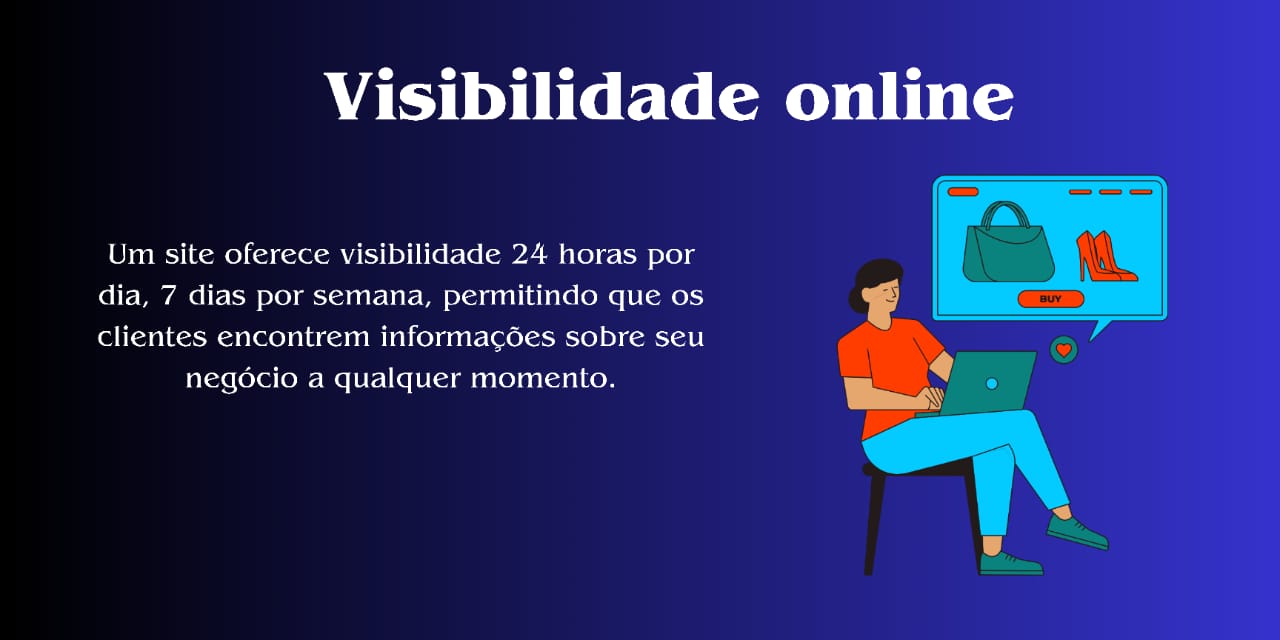 Visibilidade online
Um site oferece visibilidade 24 horas por
dia, 7 dias por semana, permitindo que os
clientes encontrem informações sobre seu
negócio a qualquer momento.
BUY